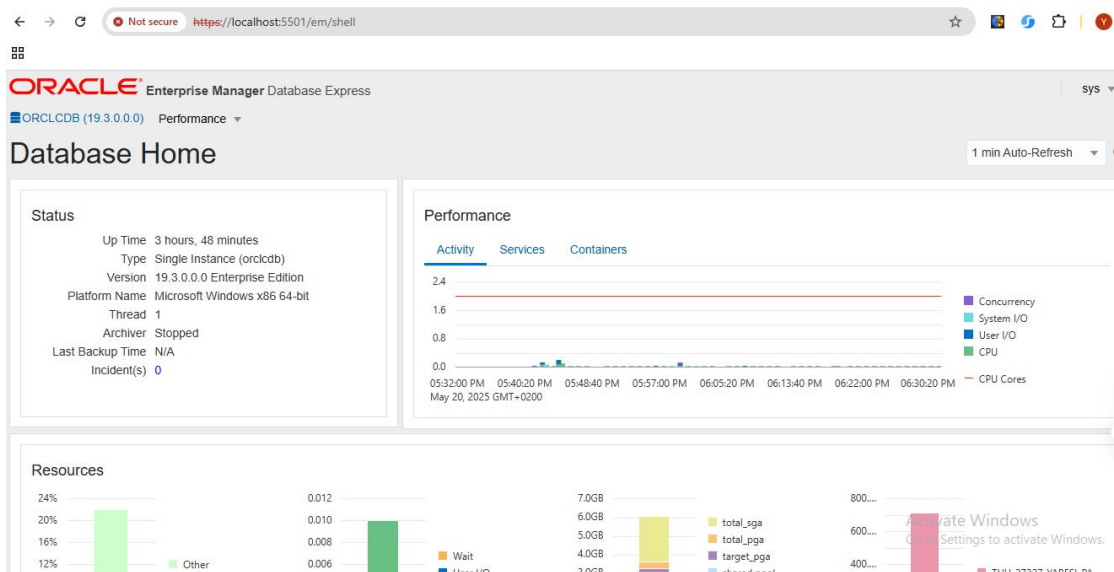 Not secure https://localhost:5501/em/shell
Y
ORACLE Enterprise Manager Database Express
sys
ORCLCDB (19.3.0.0.0) Performance
Database Home
1 min Auto-Refresh
Status
Up Time 3 hours, 48 minutes
Type Single Instance (orclcdb)
Version 19.3.0.0.0 Enterprise Edition
Platform Name Microsoft Windows x86 64-bit
Thread 1
Archiver Stopped
Last Backup Time N/A
Incident(s) 0
Performance
Activity Services Containers
2.4
1.6
0.8
0.0
05:32:00 PM 05:40:20 PM 05:48:40 PM 05:57:00 PM 06:05:20 PM 06:13:40 PM 06:22:00 PM 06:30:20 PM
May 20, 2025 GMT+0200
Concurrency
System I/O
User I/O
CPU
CPU Cores
Resources
24%
20%
16%
12%
Other
0.012
0.010
0.008
0.006
Wait
User I/O
7.0GB
6.0GB
5.0GB
4.0GB
3.0GB
total_sga
total_pga
target_pga
shared_pool
800....
600....
400....
Activate Windows
Go to Settings to activate Windows.